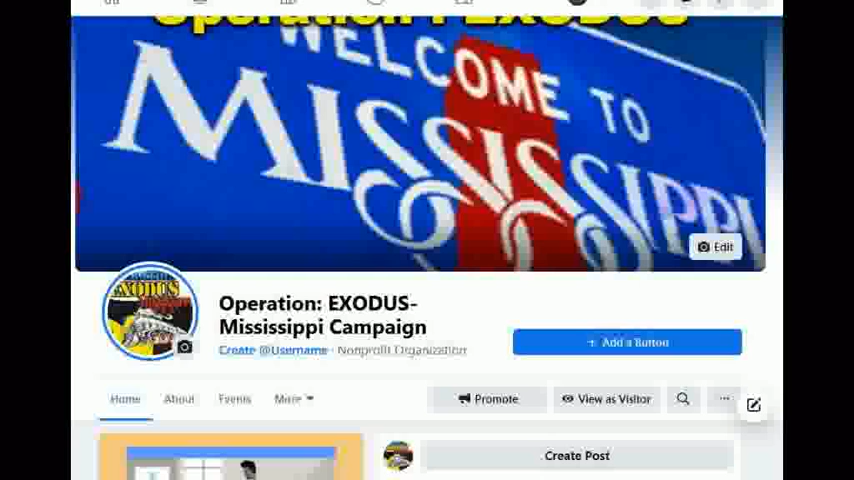 WELCOME TO
MISSISSIPPI
Edit
EXODUS
Operation: EXODUS-
Mississippi Campaign
Create @Username · Nonprofit Organization
+ Add a Button
Home About Events More
Promote View as Visitor
Create Post